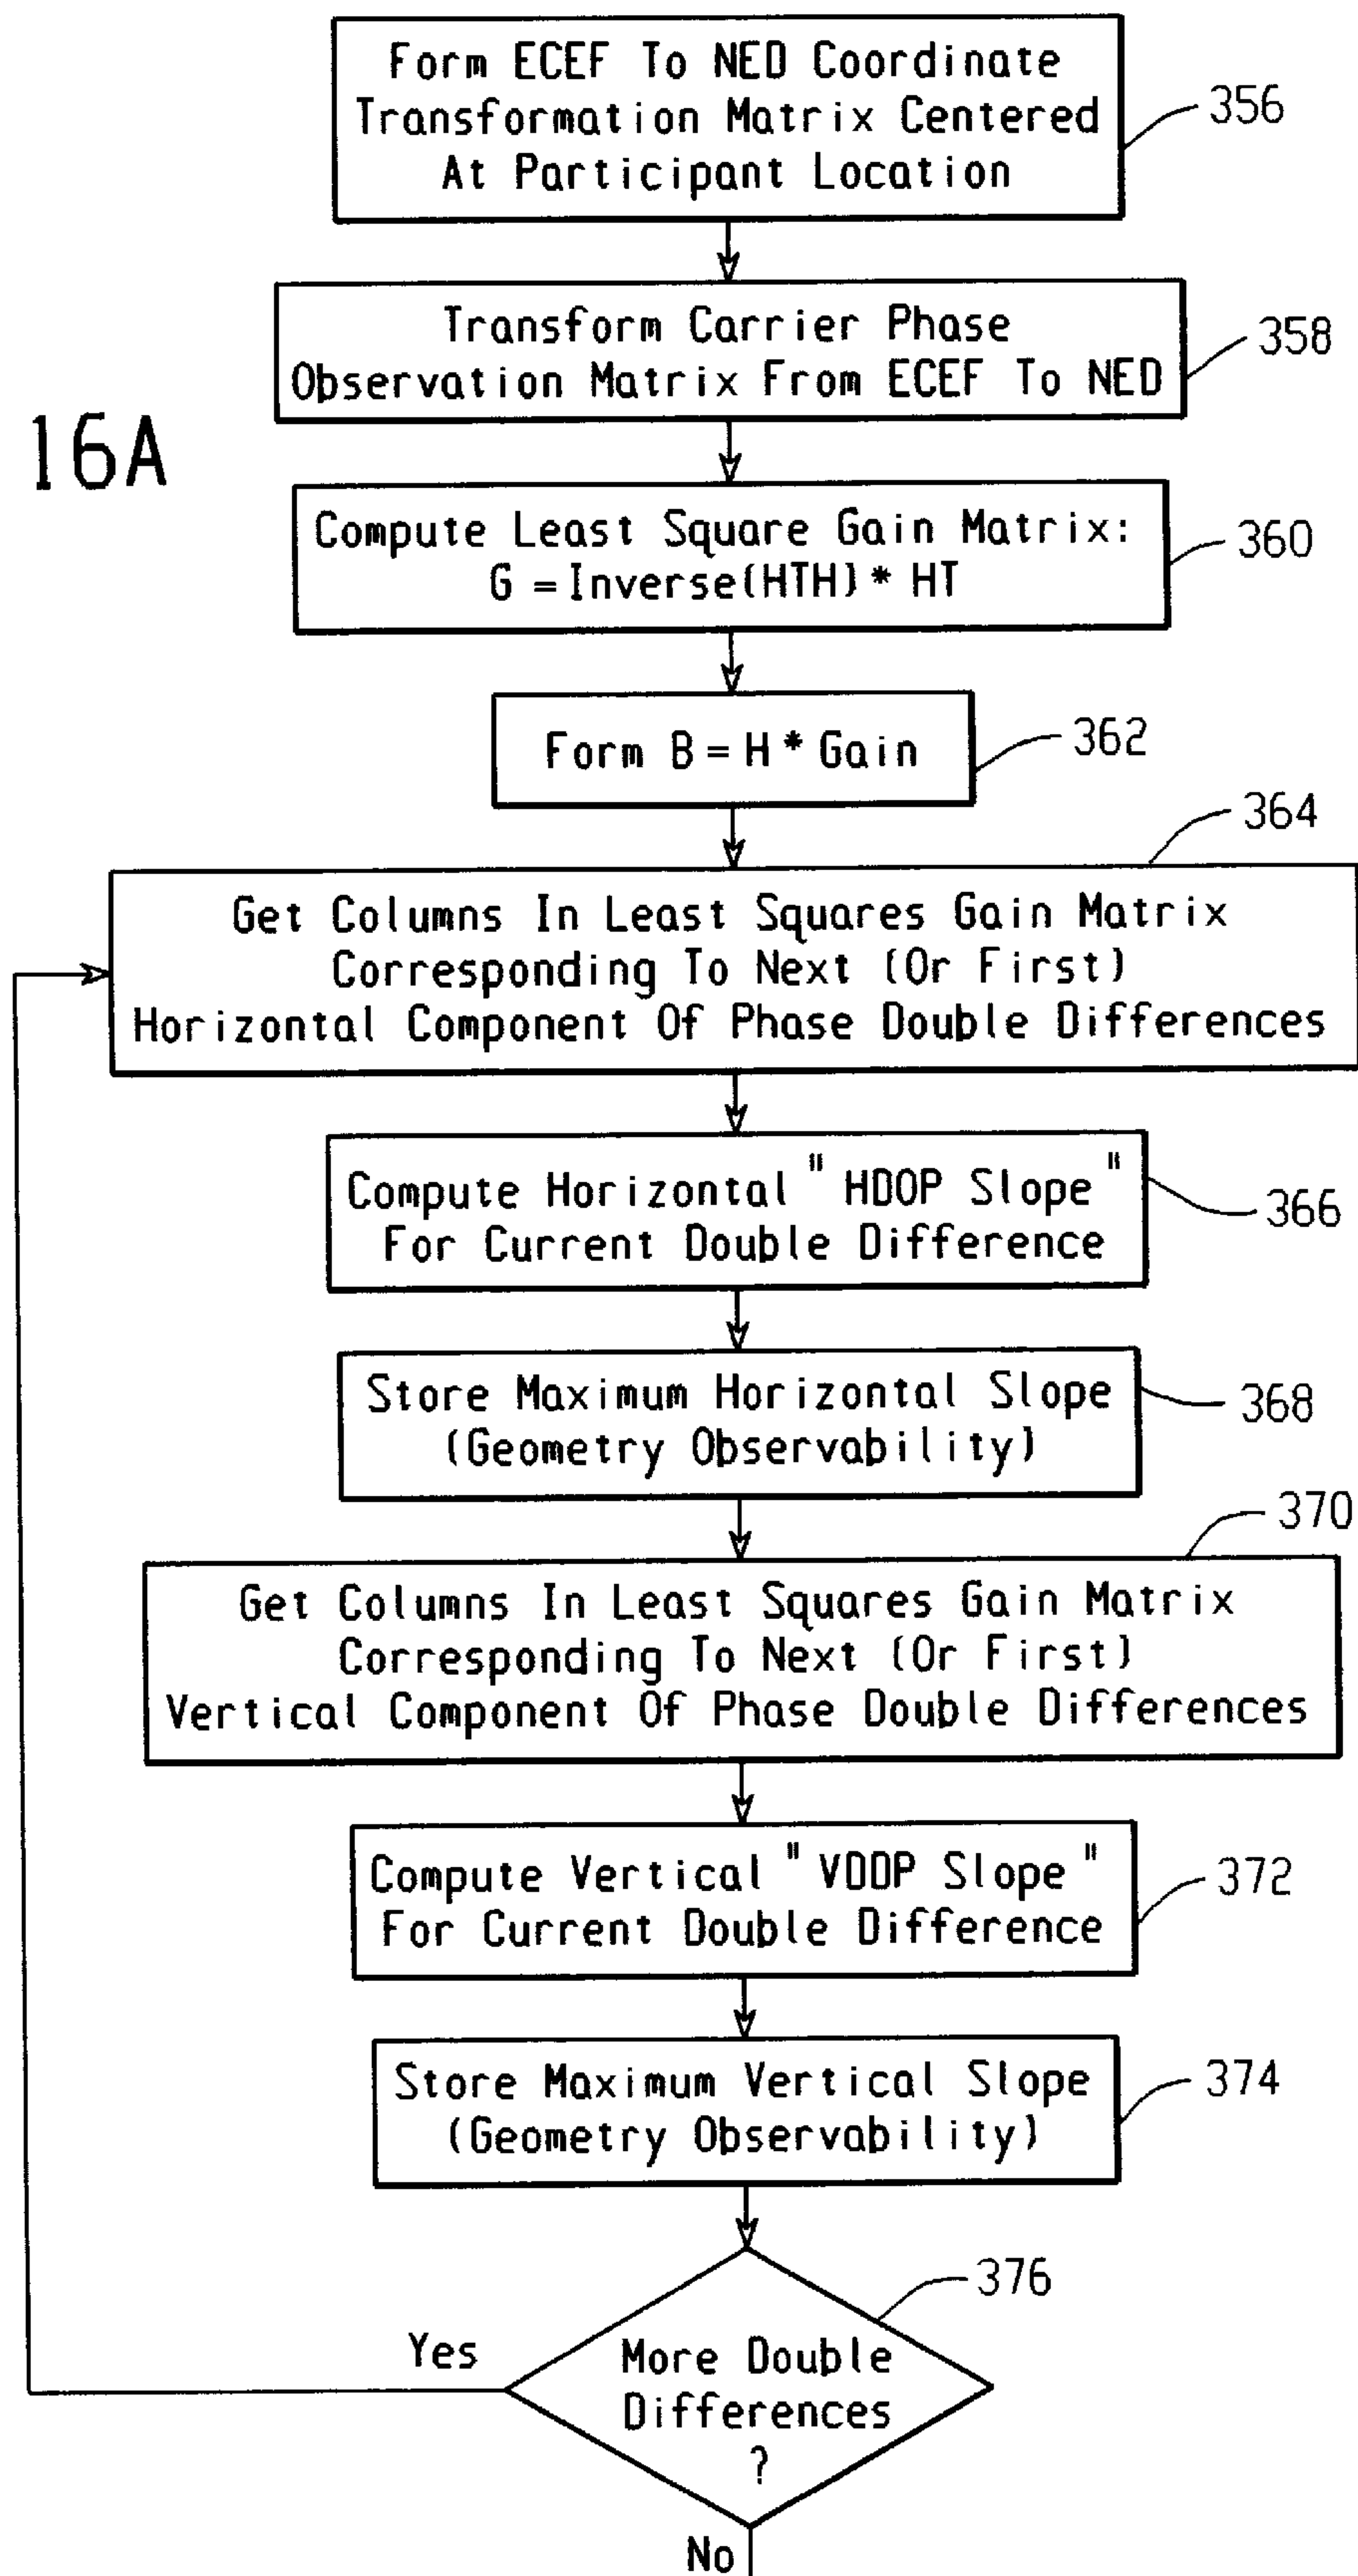 Form ECEF To NED Coordinate
Transformation Matrix Centered
At Participant Location
356
Transform Carrier Phase
Observation Matrix From ECEF To NED
358
16A
Compute Least Square Gain Matrix:
G = Inverse(HTH) * HT
360
Form B = H * Gain
362
364
Get Columns In Least Squares Gain Matrix
Corresponding To Next (Or First)
Horizontal Component Of Phase Double Differences
Compute Horizontal "HDOP Slope"
For Current Double Difference
366
Store Maximum Horizontal Slope
(Geometry Observability)
368
370
Get Columns In Least Squares Gain Matrix
Corresponding To Next (Or First)
Vertical Component Of Phase Double Differences
Compute Vertical "VDOP Slope"
For Current Double Difference
372
Store Maximum Vertical Slope
(Geometry Observability)
374
376
Yes
More Double
Differences
?
No